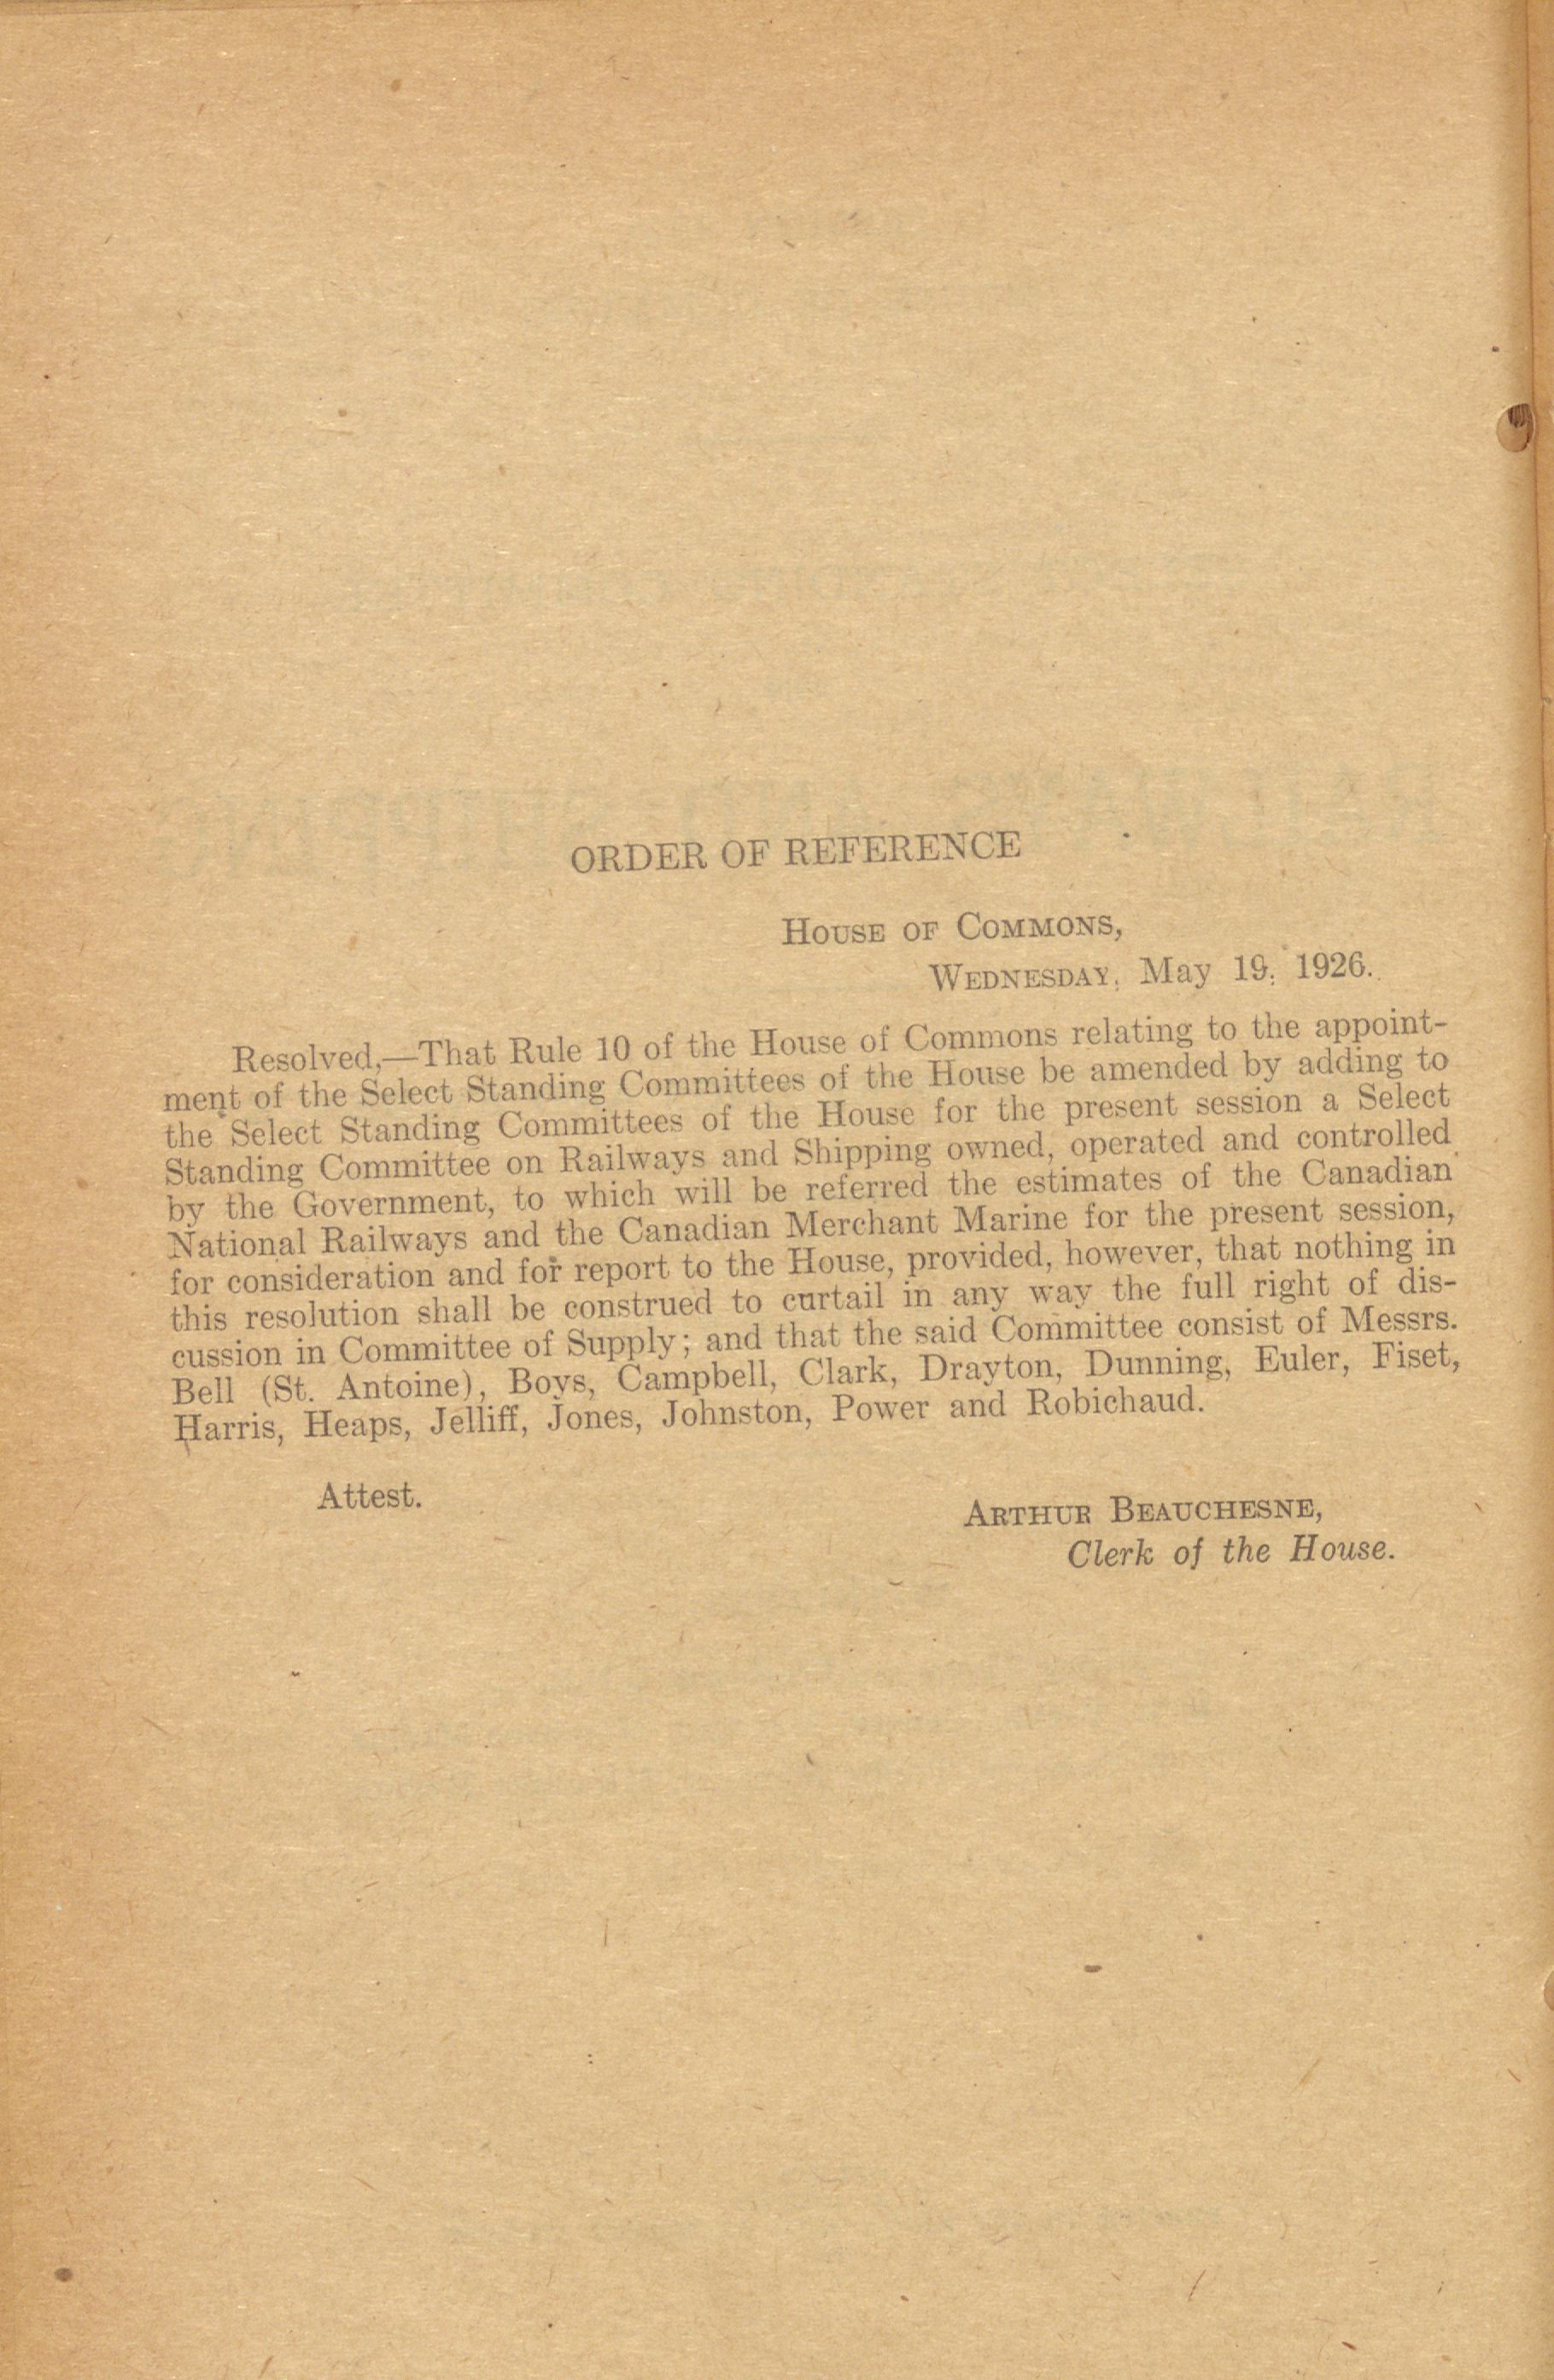 ORDER OF REFERENCE
HOUSE OF COMMONS,
WEDNESDAY, May 19, 1926.
Resolved,—That Rule 10 of the House of Commons relating to the appoint-
ment of the Select Standing Committees of the House be amended by adding to
the Select Standing Committees of the House for the present session a Select
Standing Committee on Railways and Shipping owned, operated and controlled
by the Government, to which will be referred the estimates of the Canadian
National Railways and the Canadian Merchant Marine for the present session,
for consideration and for report to the House, provided, however, that nothing in
this resolution shall be construed to curtail in any way the full right of dis-
cussion in Committee of Supply; and that the said Committee consist of Messrs.
Bell (St. Antoine), Boys, Campbell, Clark, Drayton, Dunning, Euler, Fiset,
Harris, Heaps, Jelliff, Jones, Johnston, Power and Robichaud.
Attest.
ARTHUR BEAUCHESNE,
Clerk of the House.